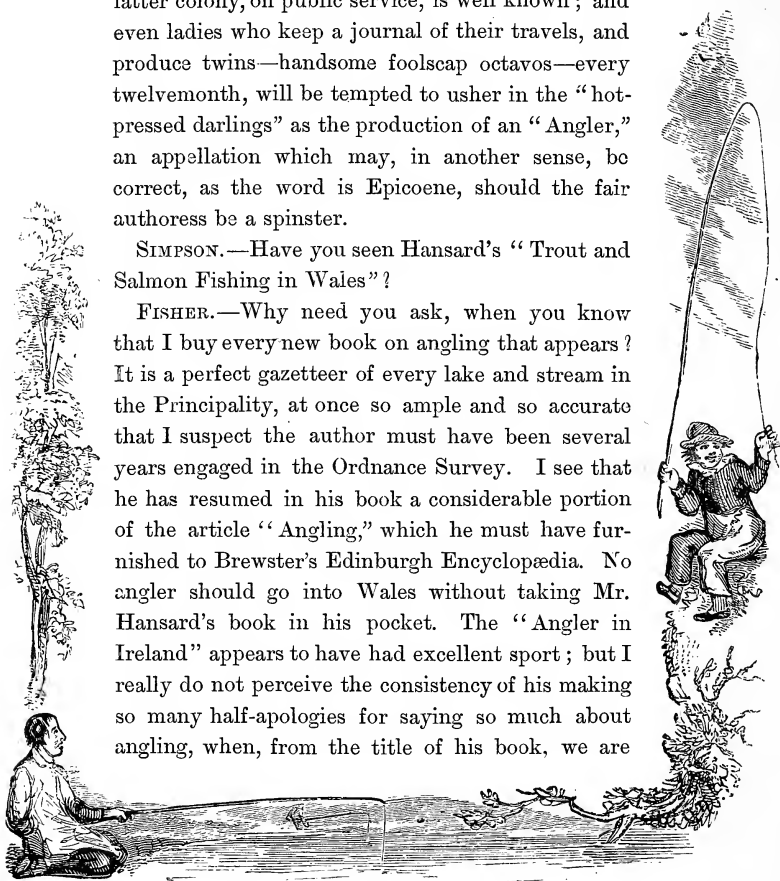 latter colony, on public service, is well known; and
even ladies who keep a journal of their travels, and
produce twins—handsome foolscap octavos—every
twelvemonth, will be tempted to usher in the “hot-
pressed darlings” as the production of an “Angler,”
an appellation which may, in another sense, be
correct, as the word is Epicoene, should the fair
authoress be a spinster.
SIMPSON.—Have you seen Hansard's “Trout and
Salmon Fishing in Wales”?
FISHER.—Why need you ask, when you know
that I buy every new book on angling that appears?
It is a perfect gazetteer of every lake and stream in
the Principality, at once so ample and so accurate
that I suspect the author must have been several
years engaged in the Ordnance Survey. I see that
he has resumed in his book a considerable portion
of the article “Angling,” which he must have fur-
nished to Brewster's Edinburgh Encyclopædia. No
angler should go into Wales without taking Mr.
Hansard's book in his pocket. The “Angler in
Ireland” appears to have had excellent sport; but I
really do not perceive the consistency of his making
so many half-apologies for saying so much about
angling, when, from the title of his book, we are